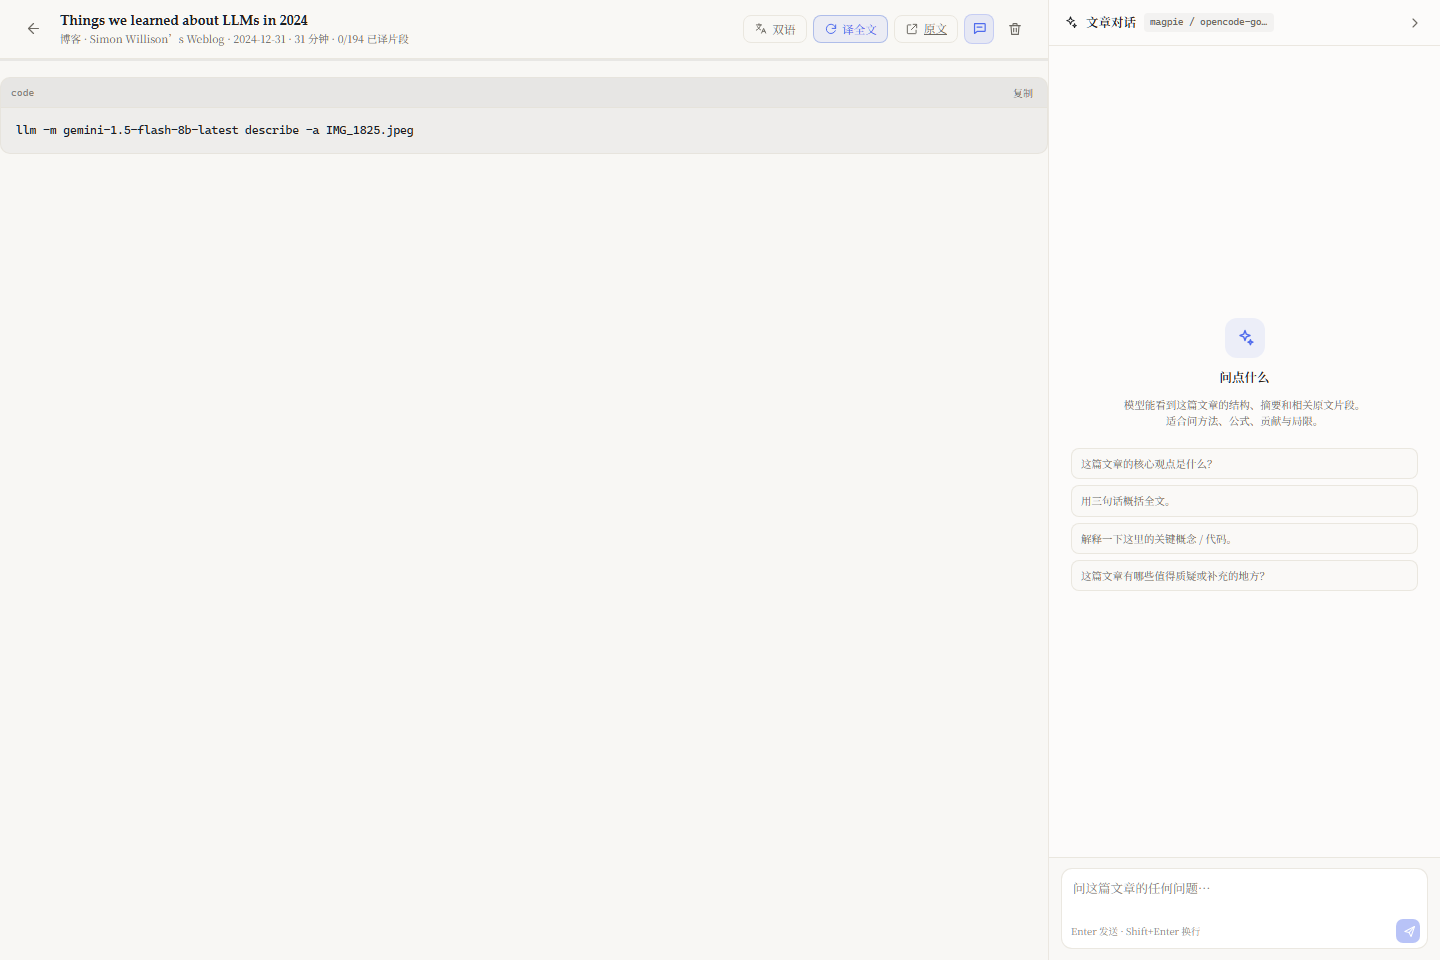 Things we learned about LLMs in 2024
博客 · Simon Willison’s Weblog · 2024-12-31 · 31 分钟 · 0/194 已译片段
双语
译全文
原文
code
复制
llm -m gemini-1.5-flash-8b-latest describe -a IMG_1825.jpeg
文章对话
magpie / opencode-go…
问点什么
模型能看到这篇文章的结构、摘要和相关原文片段。
适合问方法、公式、贡献与局限。
这篇文章的核心观点是什么？
用三句话概括全文。
解释一下这里的关键概念 / 代码。
这篇文章有哪些值得质疑或补充的地方？
问这篇文章的任何问题…
Enter 发送 · Shift+Enter 换行